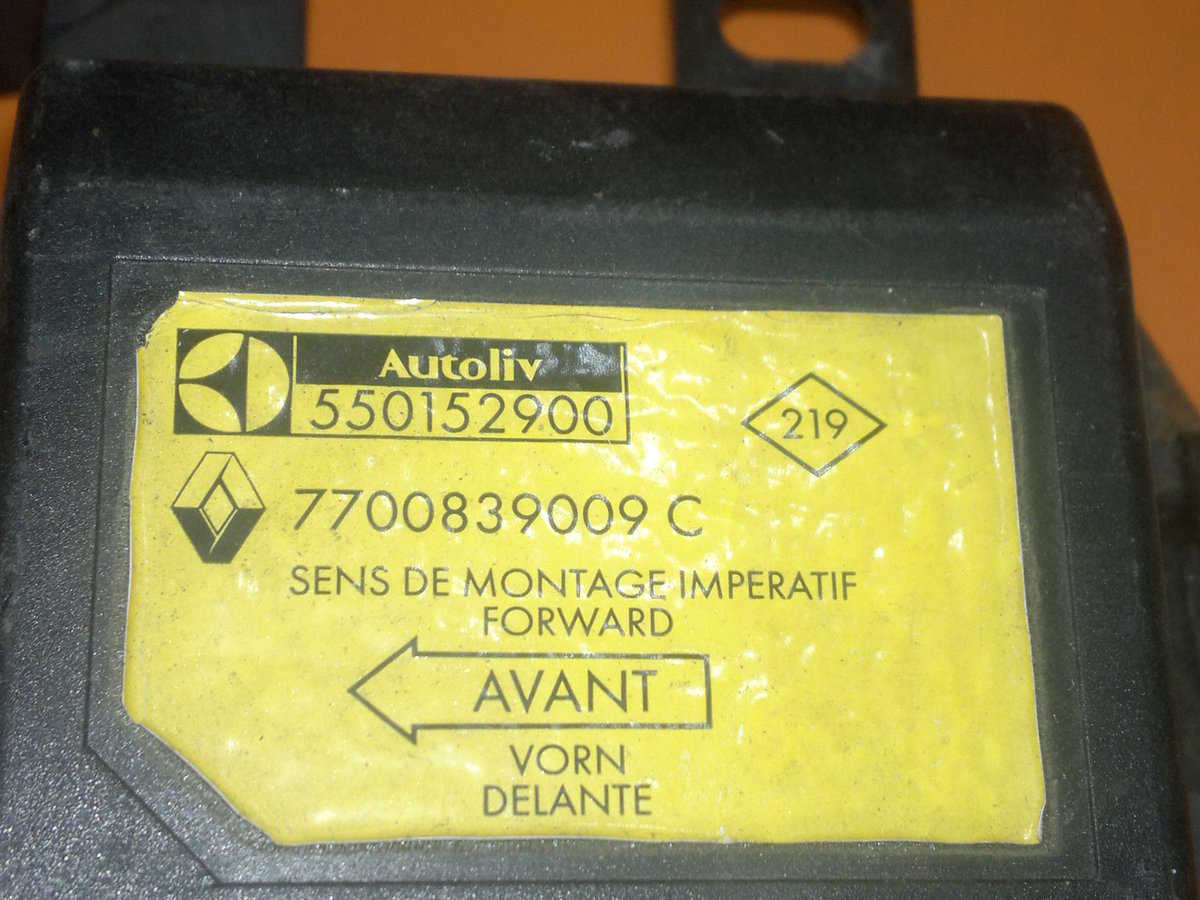 Autoliv
550152900
219
7700839009 C
SENS DE MONTAGE IMPERATIF
FORWARD
AVANT
VORN
DELANTE